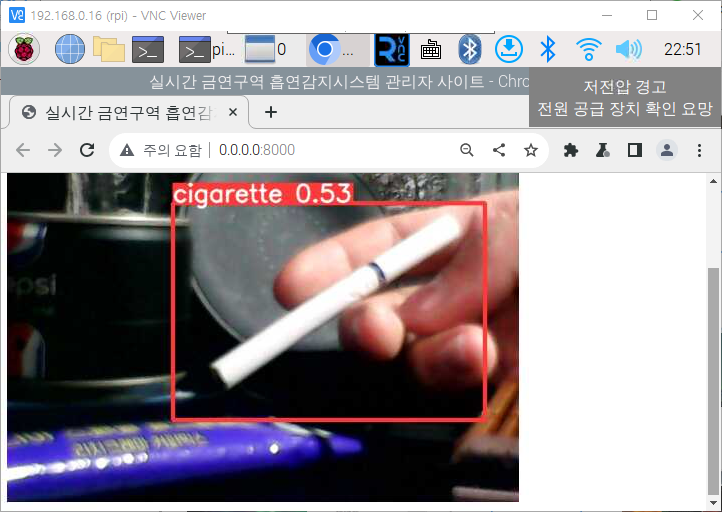 192.168.0.16 (rpi) - VNC Viewer
pi...
0
...
22:51
실시간 금연구역 흡연감지시스템 관리자 사이트 - Chro
저전압 경고
전원 공급 장치 확인 요망
실시간 금연구역 흡연감
주의 요함
0.0.0.0:8000
cigarette 0.53
epsi